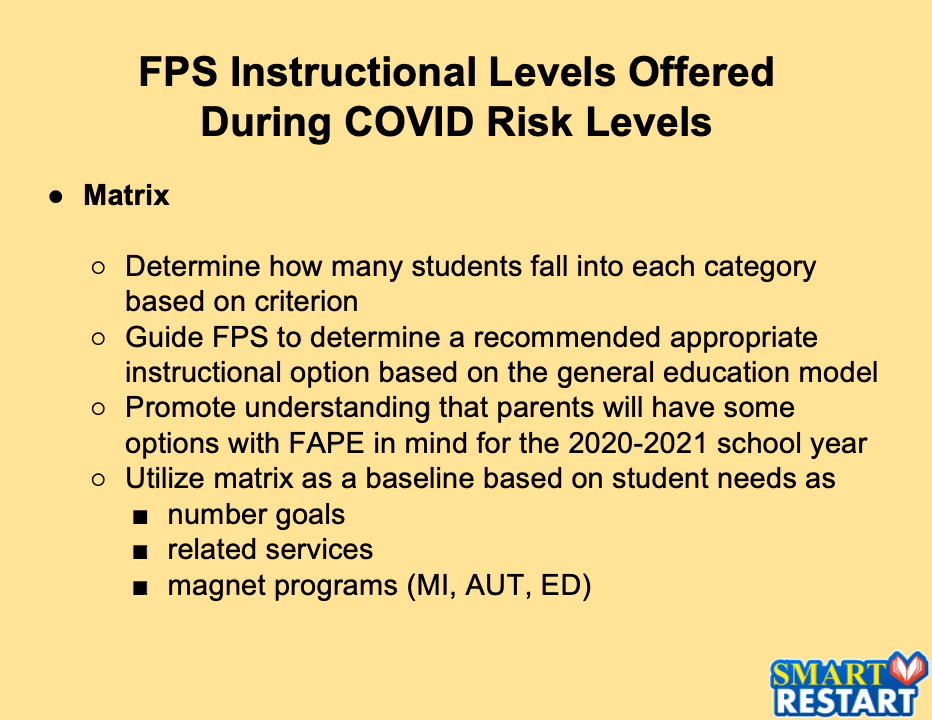 FPS Instructional Levels Offered
During COVID Risk Levels
● Matrix
○ Determine how many students fall into each category
based on criterion
○ Guide FPS to determine a recommended appropriate
instructional option based on the general education model
○ Promote understanding that parents will have some
options with FAPE in mind for the 2020-2021 school year
○ Utilize matrix as a baseline based on student needs as
■ number goals
■ related services
■ magnet programs (MI, AUT, ED)
SMART
RESTART